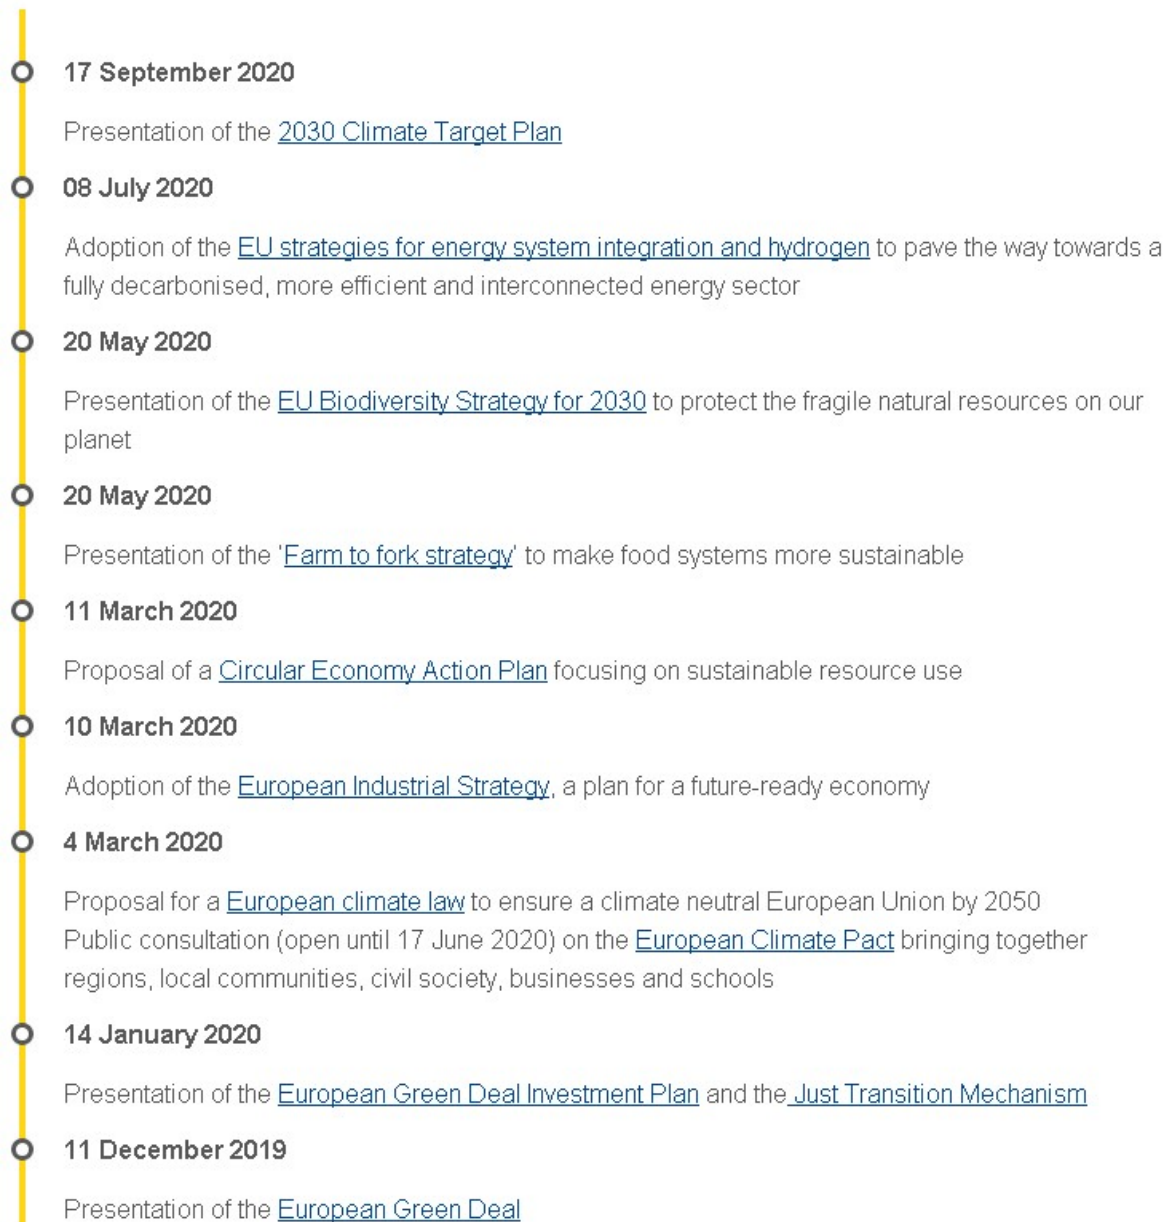 17 September 2020
Presentation of the 2030 Climate Target Plan
08 July 2020
Adoption of the EU strategies for energy system integration and hydrogen to pave the way towards a
fully decarbonised, more efficient and interconnected energy sector
20 May 2020
Presentation of the EU Biodiversity Strategy for 2030 to protect the fragile natural resources on our
planet
20 May 2020
Presentation of the 'Farm to fork strategy' to make food systems more sustainable
11 March 2020
Proposal of a Circular Economy Action Plan focusing on sustainable resource use
10 March 2020
Adoption of the European Industrial Strategy, a plan for a future-ready economy
4 March 2020
Proposal for a European climate law to ensure a climate neutral European Union by 2050
Public consultation (open until 17 June 2020) on the European Climate Pact bringing together
regions, local communities, civil society, businesses and schools
14 January 2020
Presentation of the European Green Deal Investment Plan and the Just Transition Mechanism
11 December 2019
Presentation of the European Green Deal